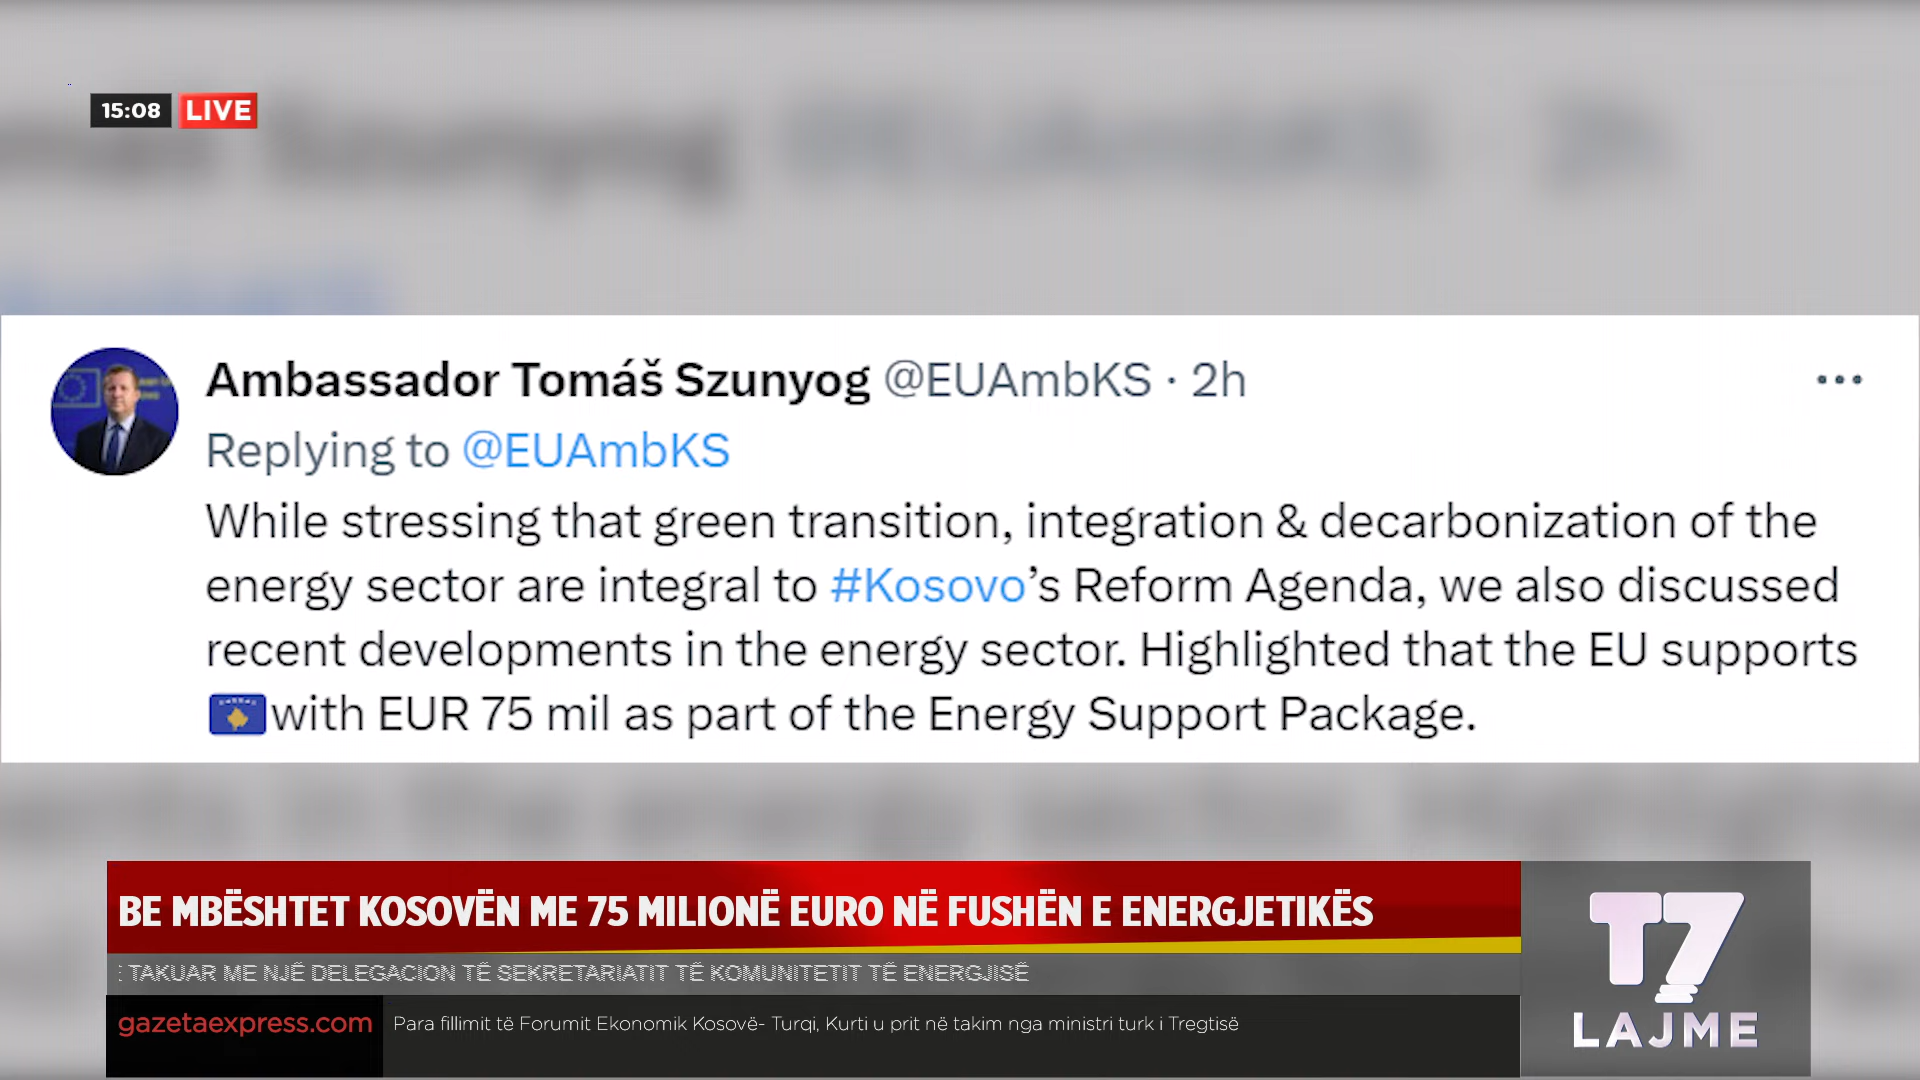 15:08 LIVE
Ambassador Tomáš Szunyog @EUAmbKS · 2h
Replying to @EUAmbKS
While stressing that green transition, integration & decarbonization of the
energy sector are integral to #Kosovo’s Reform Agenda, we also discussed
recent developments in the energy sector. Highlighted that the EU supports
🇽🇰with EUR 75 mil as part of the Energy Support Package.
BE MBËSHTET KOSOVËN ME 75 MILIONË EURO NË FUSHËN E ENERGJETIKËS
TAKUAR ME NJË DELEGACION TË SEKRETARIATIT TË KOMUNITETIT TË ENERGJISË
gazetaexpress.com Para fillimit të Forumit Ekonomik Kosovë- Turqi, Kurti u prit në takim nga ministri turk i Tregtisë
T7
LAJME